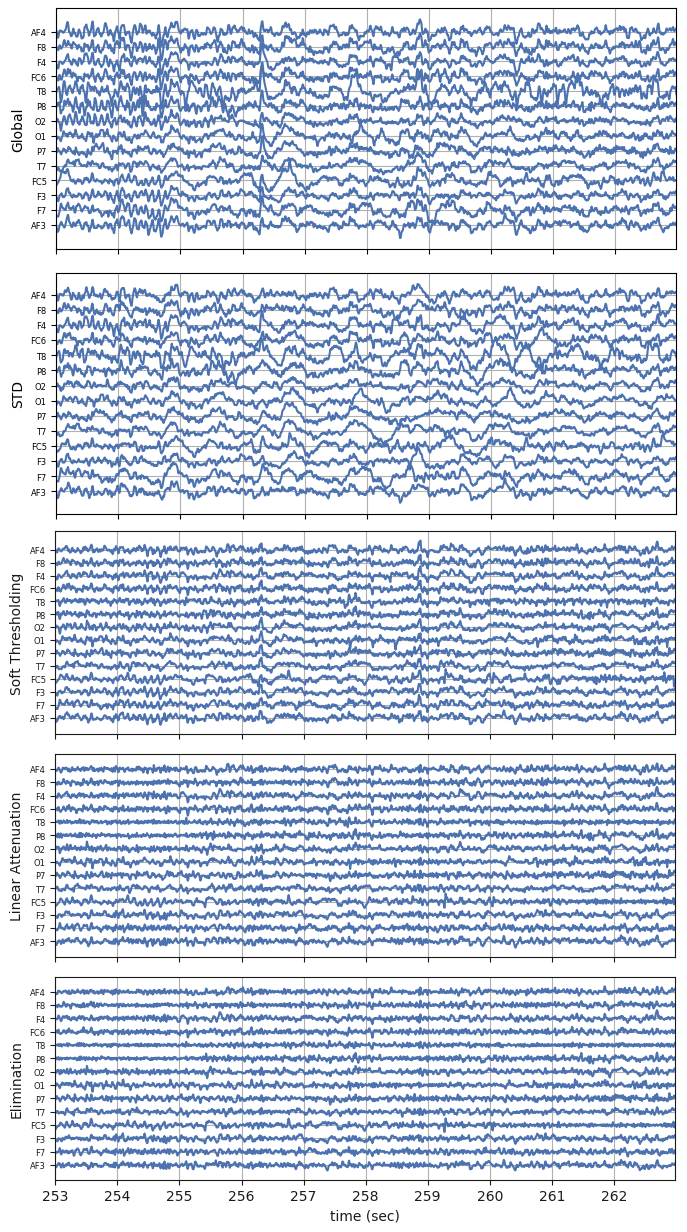 Global
AF4
F8
F4
FC6
T8
P8
O2
O1
P7
T7
FC5
F3
F7
AF3
STD
AF4
F8
F4
FC6
T8
P8
O2
O1
P7
T7
FC5
F3
F7
AF3
Soft Thresholding
AF4
F8
F4
FC6
T8
P8
O2
O1
P7
T7
FC5
F3
F7
AF3
Linear Attenuation
AF4
F8
F4
FC6
T8
P8
O2
O1
P7
T7
FC5
F3
F7
AF3
Elimination
AF4
F8
F4
FC6
T8
P8
O2
O1
P7
T7
FC5
F3
F7
AF3
253 254 255 256 257 258 259 260 261 262
time (sec)